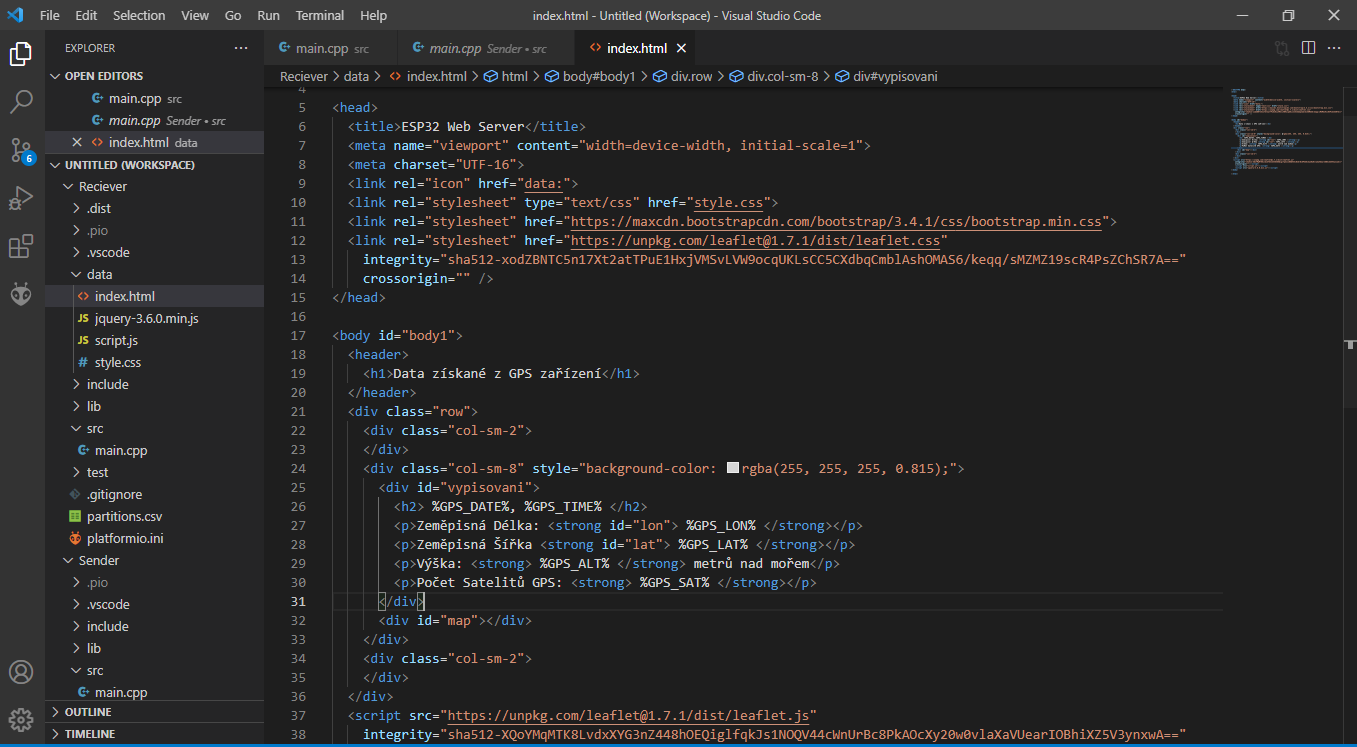 File Edit Selection View Go Run Terminal Help
index.html - Untitled (Workspace) - Visual Studio Code
EXPLORER
OPEN EDITORS
main.cpp src
main.cpp Sender • src
index.html data
UNTITLED (WORKSPACE)
Reciever
.dist
.pio
.vscode
data
index.html
JS jquery-3.6.0.min.js
JS script.js
# style.css
include
lib
src
main.cpp
test
.gitignore
partitions.csv
platformio.ini
Sender
.pio
.vscode
include
lib
src
main.cpp
OUTLINE
TIMELINE
6
main.cpp src
main.cpp Sender • src
index.html
Reciever > data > index.html > html > body#body1 > div.row > div.col-sm-8 > div#vypisovani
4
5 <head>
6 <title>ESP32 Web Server</title>
7 <meta name="viewport" content="width=device-width, initial-scale=1">
8 <meta charset="UTF-16">
9 <link rel="icon" href="data:">
10 <link rel="stylesheet" type="text/css" href="style.css">
11 <link rel="stylesheet" href="https://maxcdn.bootstrapcdn.com/bootstrap/3.4.1/css/bootstrap.min.css">
12 <link rel="stylesheet" href="https://unpkg.com/leaflet@1.7.1/dist/leaflet.css"
13 integrity="sha512-xodZBNTC5n17Xt2atTPuE1HxjVMSvLVW9ocqUKLsCC5CXdbqCmblAshOMAS6/keqq/sMZMZ19scR4PsZChSR7A=="
14 crossorigin="" />
15 </head>
16
17 <body id="body1">
18 <header>
19 <h1>Data získané z GPS zařízení</h1>
20 </header>
21 <div class="row">
22 <div class="col-sm-2">
23 </div>
24 <div class="col-sm-8" style="background-color: rgba(255, 255, 255, 0.815);">
25 <div id="vypisovani">
26 <h2> %GPS_DATE%, %GPS_TIME% </h2>
27 <p>Zeměpisná Délka: <strong id="lon"> %GPS_LON% </strong></p>
28 <p>Zeměpisná Šířka <strong id="lat"> %GPS_LAT% </strong></p>
29 <p>Výška: <strong> %GPS_ALT% </strong> metrů nad mořem</p>
30 <p>Počet Satelitů GPS: <strong> %GPS_SAT% </strong></p>
31 </div>
32 <div id="map"></div>
33 </div>
34 <div class="col-sm-2">
35 </div>
36 </div>
37 <script src="https://unpkg.com/leaflet@1.7.1/dist/leaflet.js"
38 integrity="sha512-XQoYMqMTK8LvdxXYG3nZ448hOEQiglfqkJs1NOQV44cWnUrBc8PkAOcXy20w0vlaXaVUearIOBhiXZ5V3ynxwA=="